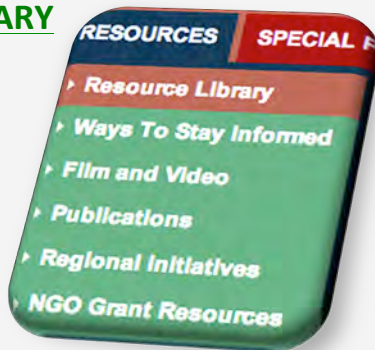 ARY
RESOURCES SPECIAL
Resource Library
Ways To Stay Informed
Film and Video
Publications
Regional Initiatives
NGO Grant Resources